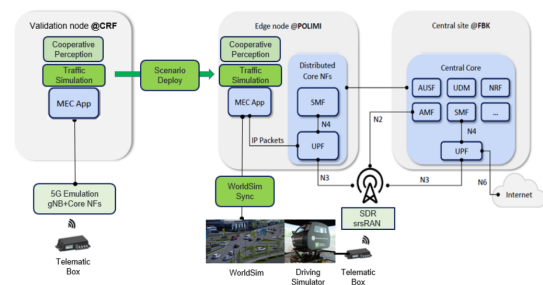 Validation node @CRF
Cooperative
Perception
Traffic
Simulation
MEC App
5G Emulation
gNB+Core NFs
Telematic
Box
Scenario
Deploy
Edge node @POLIMI
Cooperative
Perception
Traffic
Simulation
MEC App
IP Packets
Distributed
Core NFs
SMF
N4
UPF
N3
WorldSim
Sync
WorldSim
Driving
Simulator
SDR
srsRAN
Telematic
Box
Central site @FBK
Central Core
AUSF
UDM
NRF
AMF
SMF
...
N2
N4
UPF
N3
N6
Internet